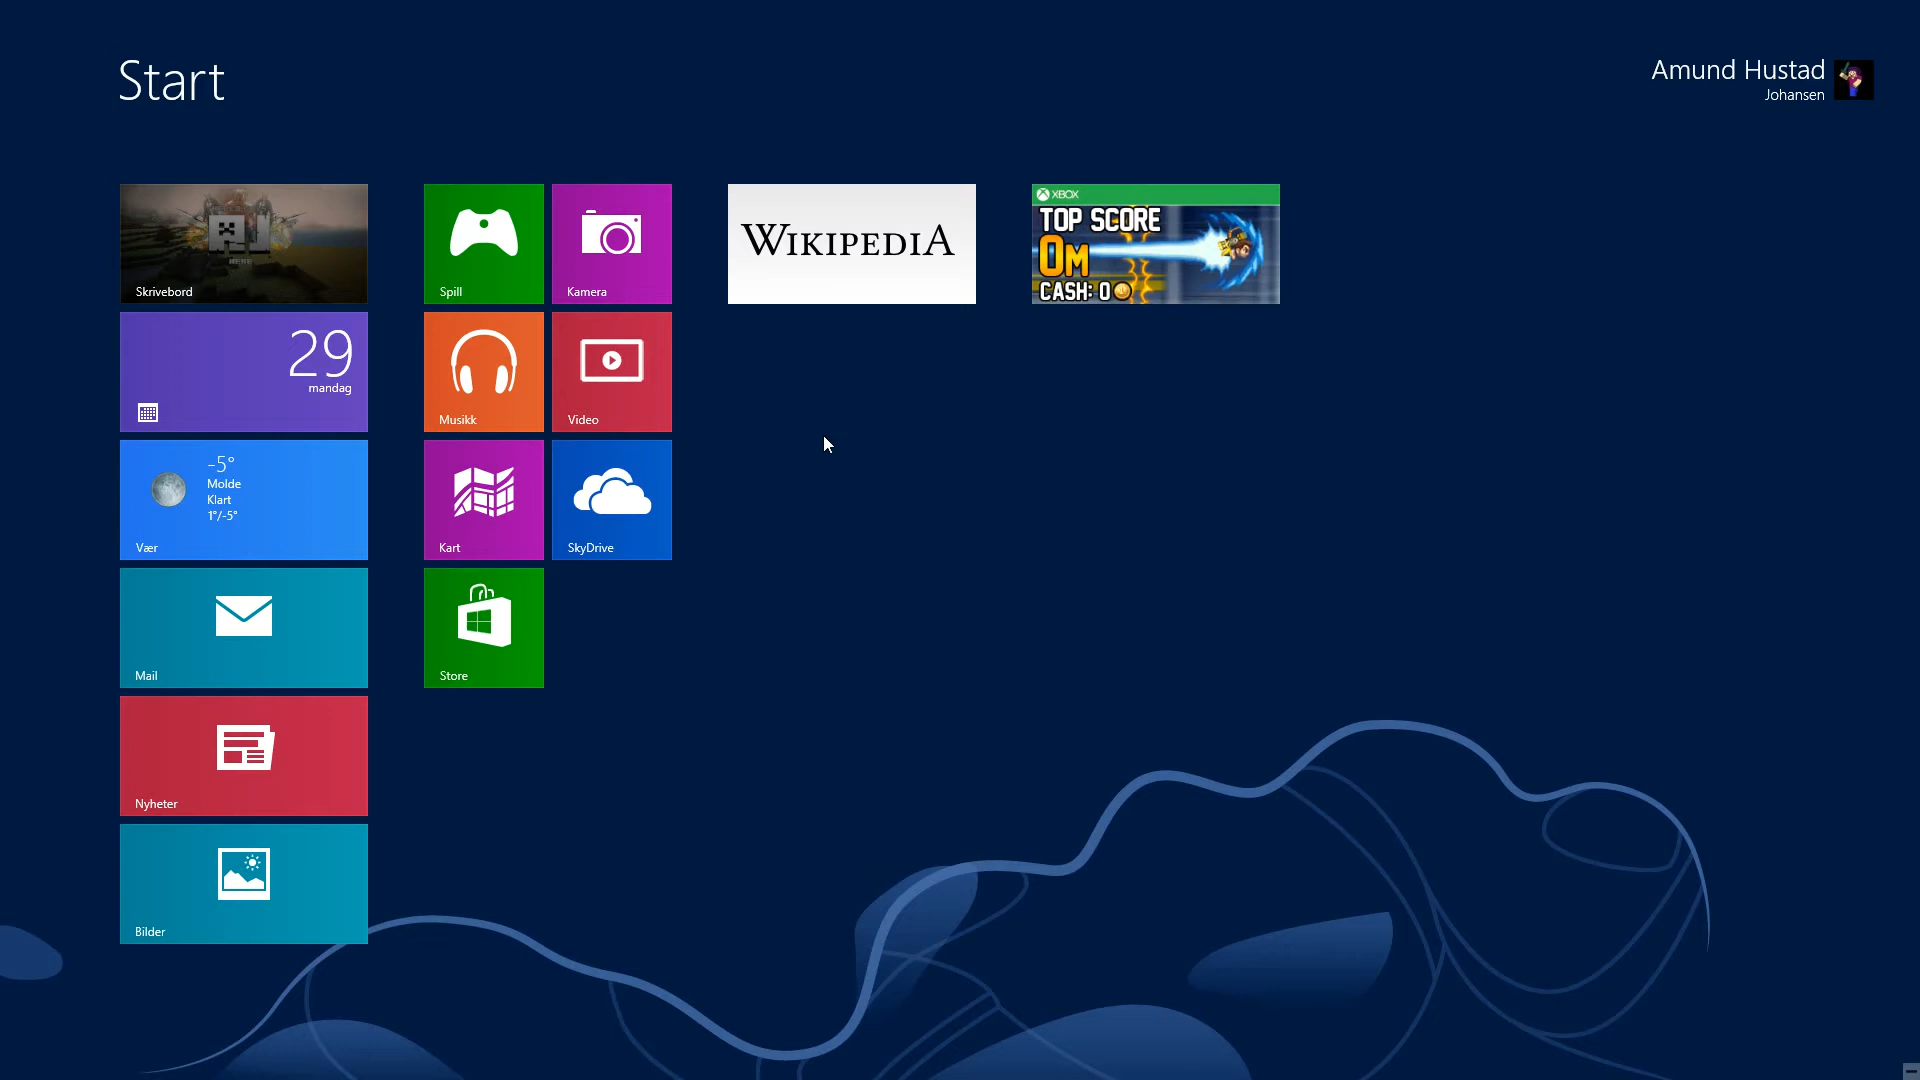 Start
Amund Hustad
Johansen
Skrivebord
29
mandag
-5°
Molde
Klart
1°/-5°
Vær
Mail
Nyheter
Bilder
Spill
Kamera
Musikk
Video
Kart
SkyDrive
Store
WIKIPEDIA
XBOX
TOP SCORE
0M
CASH: 0